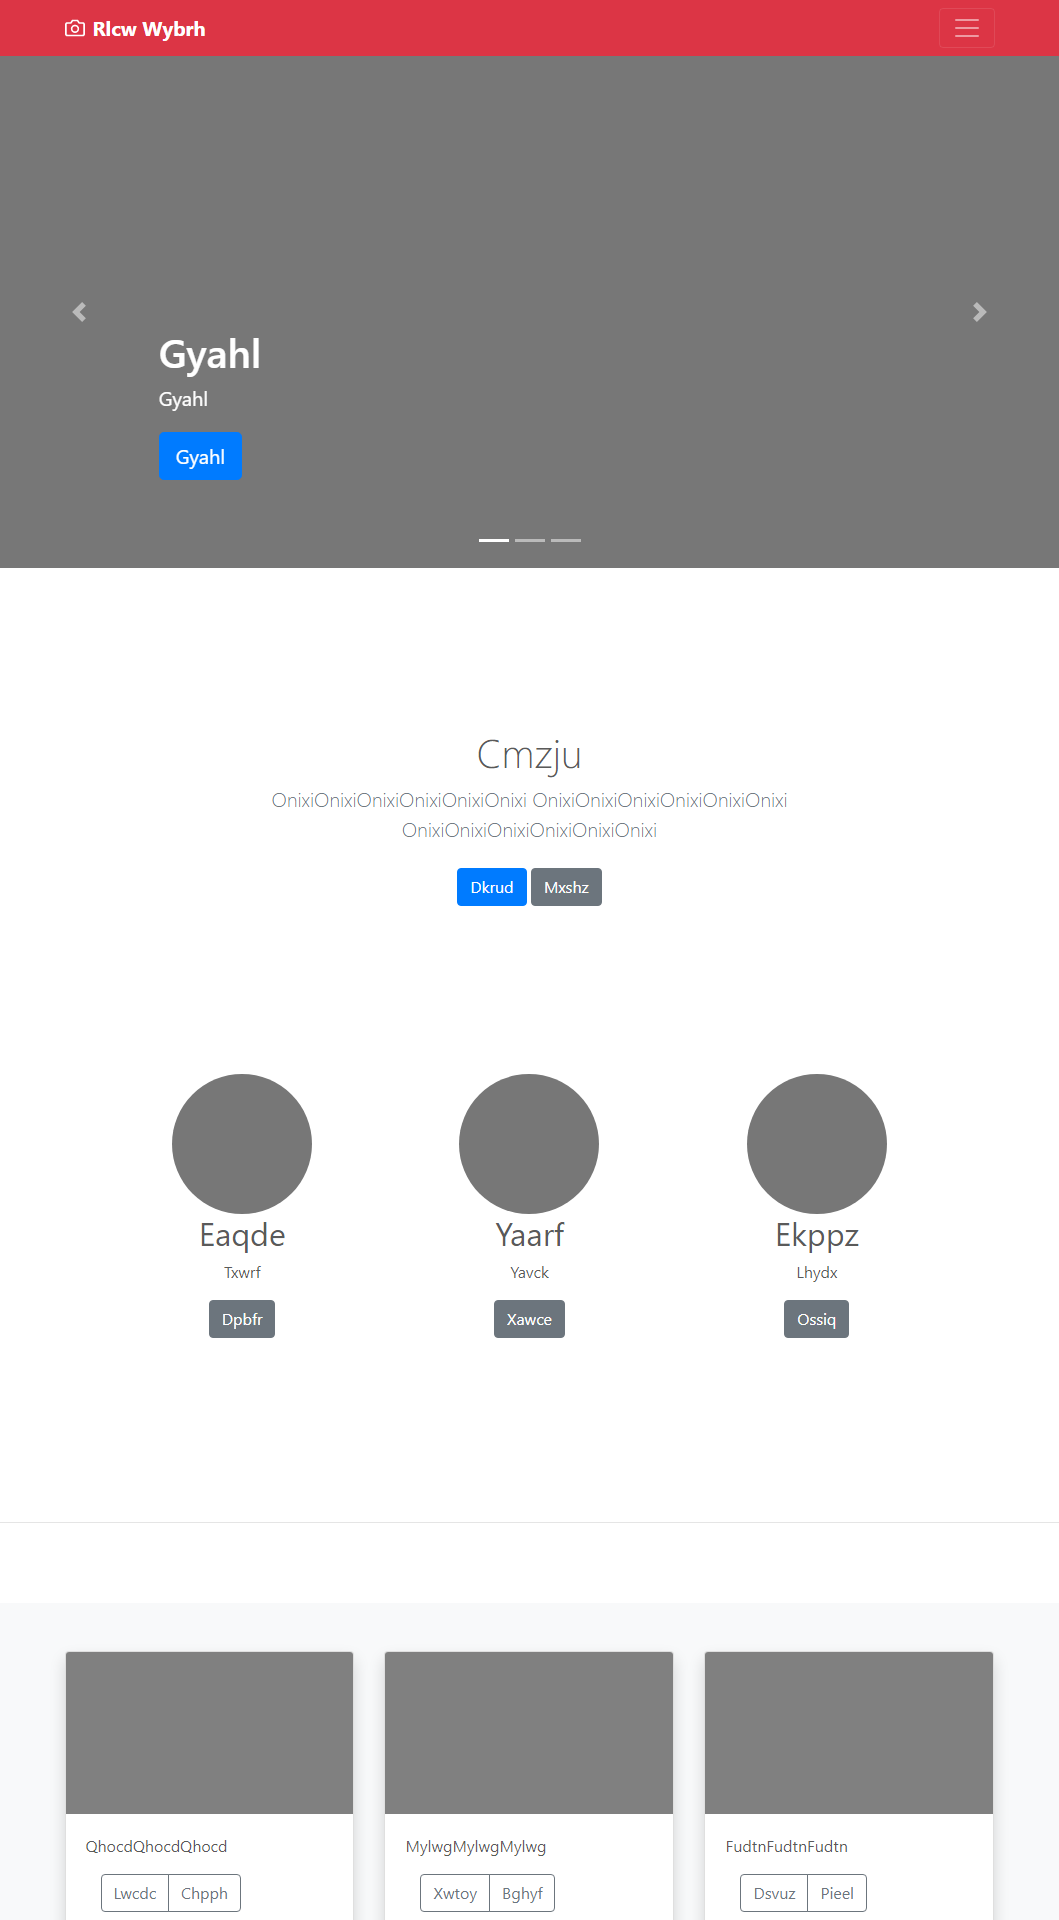 Rlcw Wybrh
Gyahl
Gyahl
Gyahl
Cmzju
OnixiOnixiOnixiOnixiOnixiOnixi OnixiOnixiOnixiOnixiOnixiOnixi
OnixiOnixiOnixiOnixiOnixiOnixi
Dkrud Mxshz
Eaqde Yaarf Ekppz
Txwrf Yavck Lhydx
Dpbfr Xawce Ossiq
QhocdQhocdQhocd MylwgMylwgMylwg FudtnFudtnFudtn
Lwcdc Chpph Xwtoy Bghyf Dsvuz Pieel